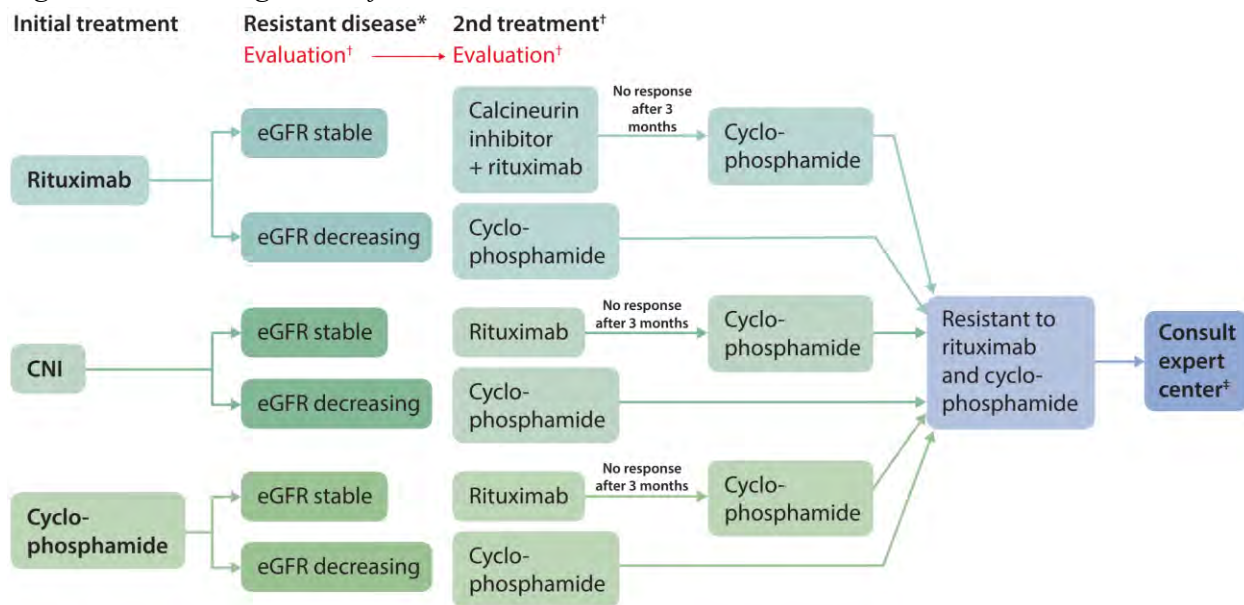 Initial treatment
Resistant disease*
2nd treatment†
Evaluation†
Evaluation†
Rituximab
eGFR stable
Calcineurin
inhibitor
+ rituximab
No response
after 3
months
Cyclo-
phosphamide
eGFR decreasing
Cyclo-
phosphamide
CNI
eGFR stable
Rituximab
No response
after 3 months
Cyclo-
phosphamide
eGFR decreasing
Cyclo-
phosphamide
Cyclo-
phosphamide
eGFR stable
Rituximab
No response
after 3 months
Cyclo-
phosphamide
eGFR decreasing
Cyclo-
phosphamide
Resistant to
rituximab
and cyclo-
phosphamide
Consult
expert
center‡